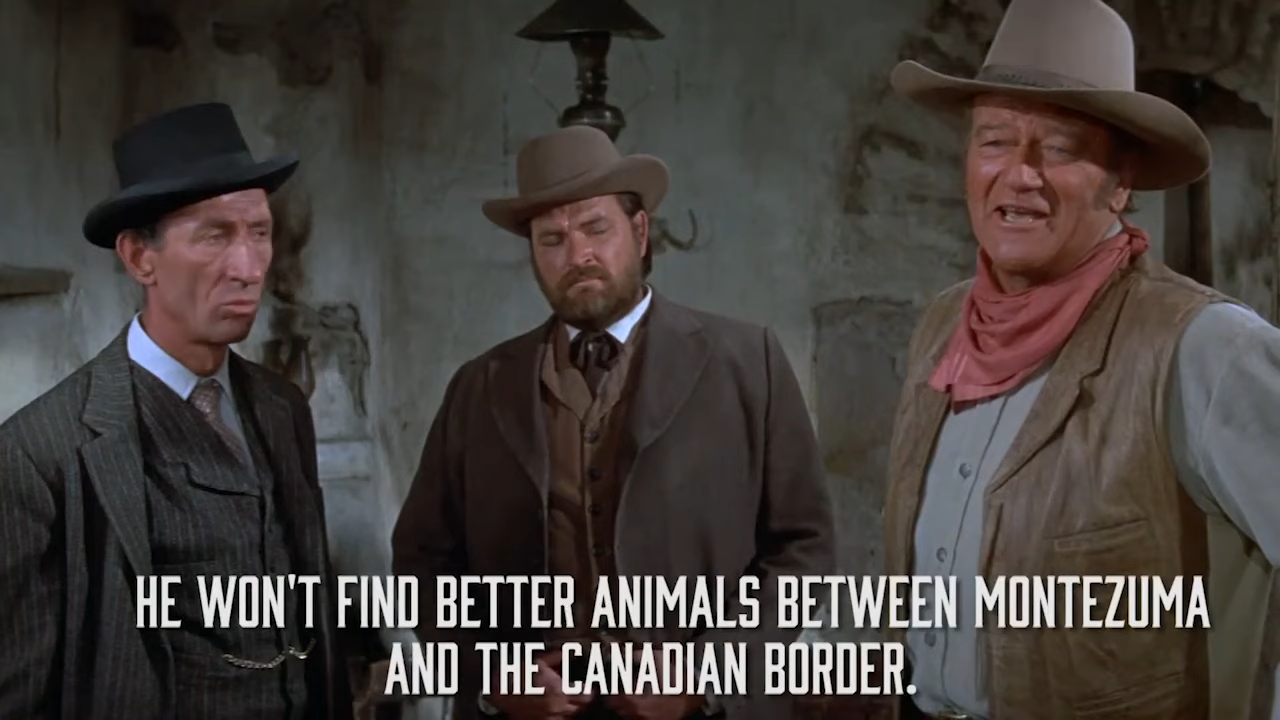 HE WON'T FIND BETTER ANIMALS BETWEEN MONTEZUMA
AND THE CANADIAN BORDER.